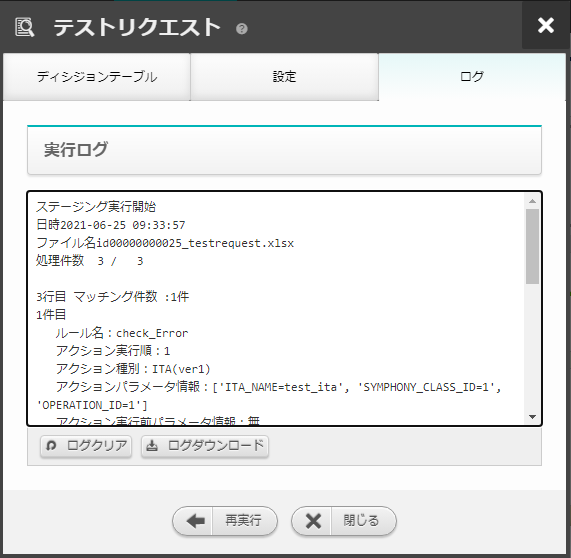 テストリクエスト
ディシジョンテーブル 設定 ログ
実行ログ
ステージング実行開始
日時2021-06-25 09:33:57
ファイル名id00000000025_testrequest.xlsx
処理件数 3 / 3
3行目 マッチング件数 :1件
1件目
ルール名：check_Error
アクション実行順：1
アクション種別：ITA(ver1)
アクションパラメータ情報：['ITA_NAME=test_ita', 'SYMPHONY_CLASS_ID=1',
'OPERATION_ID=1']
アクション実行前パラメータ情報：無
ログクリア ログダウンロード
再実行 閉じる